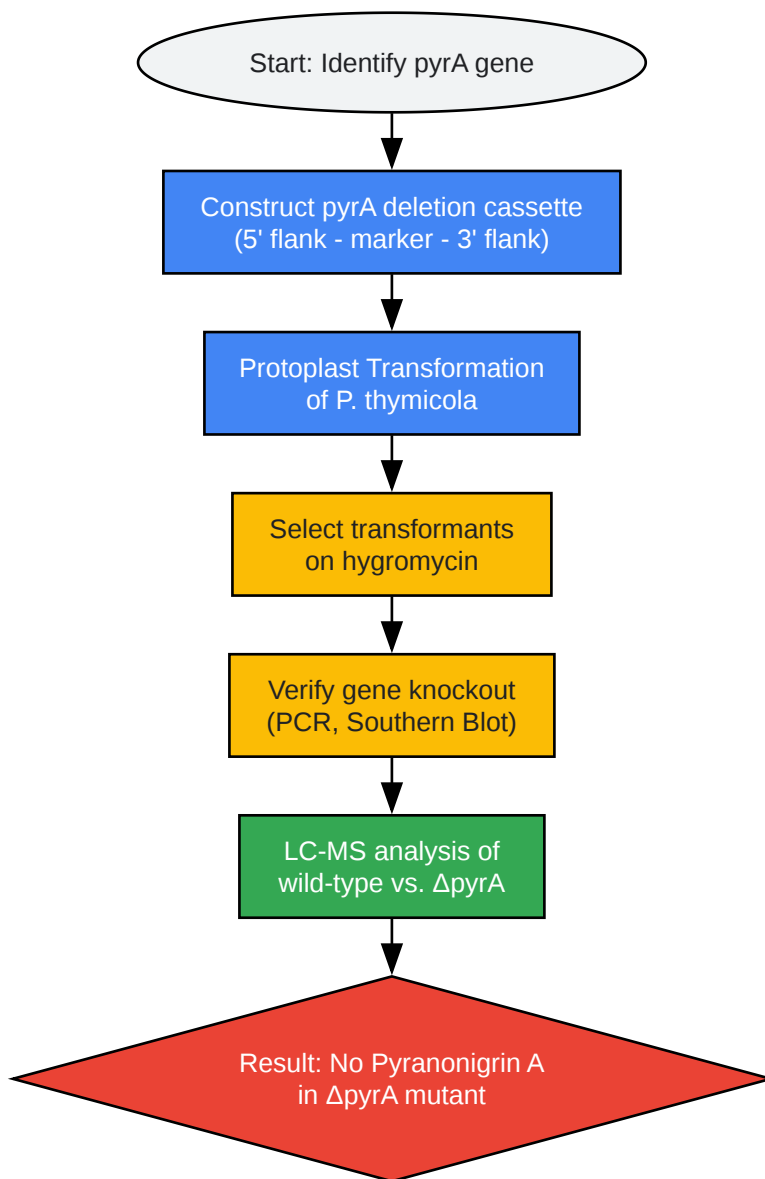 Start: Identify pyrA gene
Construct pyrA deletion cassette
(5' flank - marker - 3' flank)
Protoplast Transformation
of P. thymicola
Select transformants
on hygromycin
Verify gene knockout
(PCR, Southern Blot)
LC-MS analysis of
wild-type vs. ΔpyrA
Result: No Pyranonigrin A
in ΔpyrA mutant